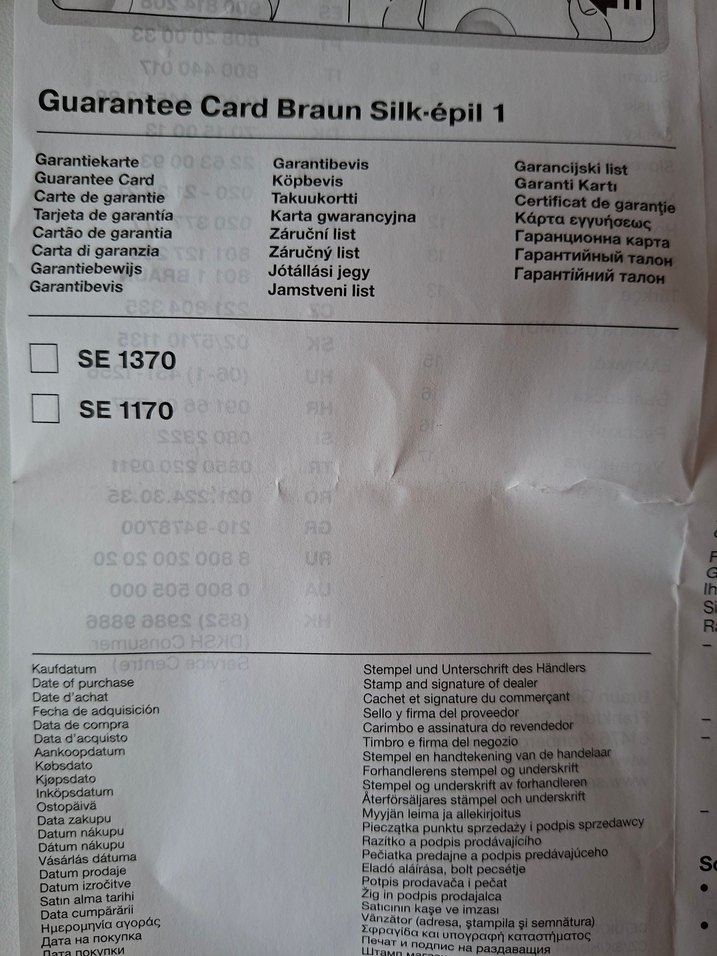 Guarantee Card Braun Silk·épil 1
Garantiekarte
Guarantee Card
Carte de garantie
Tarjeta de garantía
Cartão de garantia
Carta di garanzia
Garantiebewijs
Garantibevis
Garantibevis
Köpbevis
Takuukortti
Karta gwarancyjna
Záruční list
Záručný list
Jótállási jegy
Jamstveni list
Garancijski list
Garanti Kartı
Certificat de garanţie
Κάρτα εγγυήσεως
Гаранционна карта
Гарантийный талон
Гарантійний талон
SE 1370
SE 1170
Kaufdatum
Date of purchase
Date d'achat
Fecha de adquisición
Data de compra
Data d'acquisto
Aankoopdatum
Købsdato
Kjøpsdato
Inköpsdatum
Ostopäivä
Data zakupu
Datum nákupu
Dátum nákupu
Vásárlás dátuma
Datum prodaje
Datum izročitve
Satın alma tarihi
Data cumpărării
Ημερομηνία αγοράς
Дата на покупка
Дата покупки
Stempel und Unterschrift des Händlers
Stamp and signature of dealer
Cachet et signature du commerçant
Sello y firma del proveedor
Carimbo e assinatura do revendedor
Timbro e firma del negozio
Stempel en handtekening van de handelaar
Forhandlerens stempel og underskrift
Stempel og underskrift av forhandleren
Återförsäljares stämpel och underskrift
Myyjän leima ja allekirjoitus
Pieczątka punktu sprzedaży i podpis sprzedawcy
Razítko a podpis prodávajícího
Pečiatka predajne a podpis predávajúceho
Eladó aláírása, bolt pecsétje
Potpis prodavača i pečat
Žig in podpis prodajalca
Satıcının kaşe ve imzası
Vânzător (adresa, ştampila şi semnătura)
Σφραγίδα και υπογραφή καταστήματος
Печат и подпис на раздаващия
Штамп